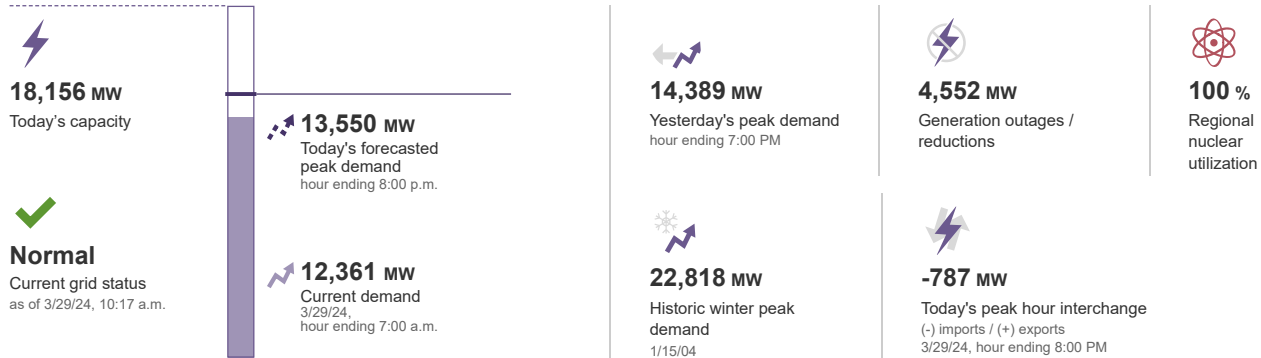 18,156 MW
Today's capacity
Normal
Current grid status
as of 3/29/24, 10:17 a.m.
13,550 MW
Today's forecasted
peak demand
hour ending 8:00 p.m.
12,361 MW
Current demand
3/29/24,
hour ending 7:00 a.m.
14,389 MW
Yesterday's peak demand
hour ending 7:00 PM
4,552 MW
Generation outages /
reductions
100 %
Regional
nuclear
utilization
22,818 MW
Historic winter peak
demand
1/15/04
-787 MW
Today's peak hour interchange
(-) imports / (+) exports
3/29/24, hour ending 8:00 PM